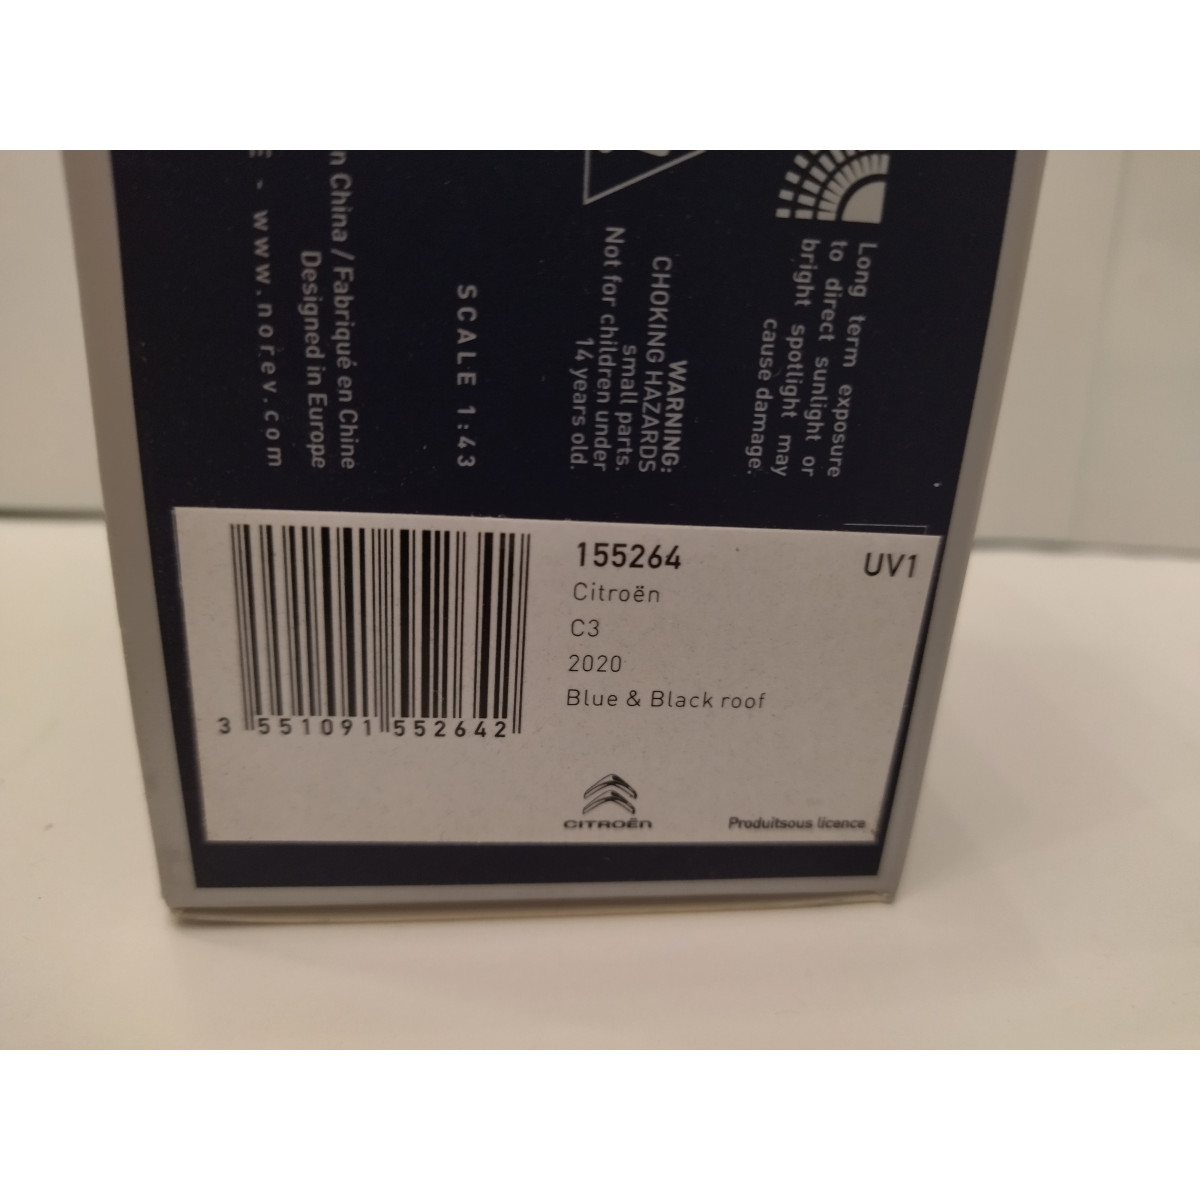 Long term exposure
to direct sunlight or
bright spotlight may
cause damage.
WARNING:
CHOKING HAZARDS
small parts.
Not for children under
14 years old.
SCALE 1:43
China / Fabriqué en Chine
Designed in Europe
- www.norev.com
155264
UV1
Citroën
C3
2020
Blue & Black roof
3 551091 552642
CITROËN
Produitsous licence